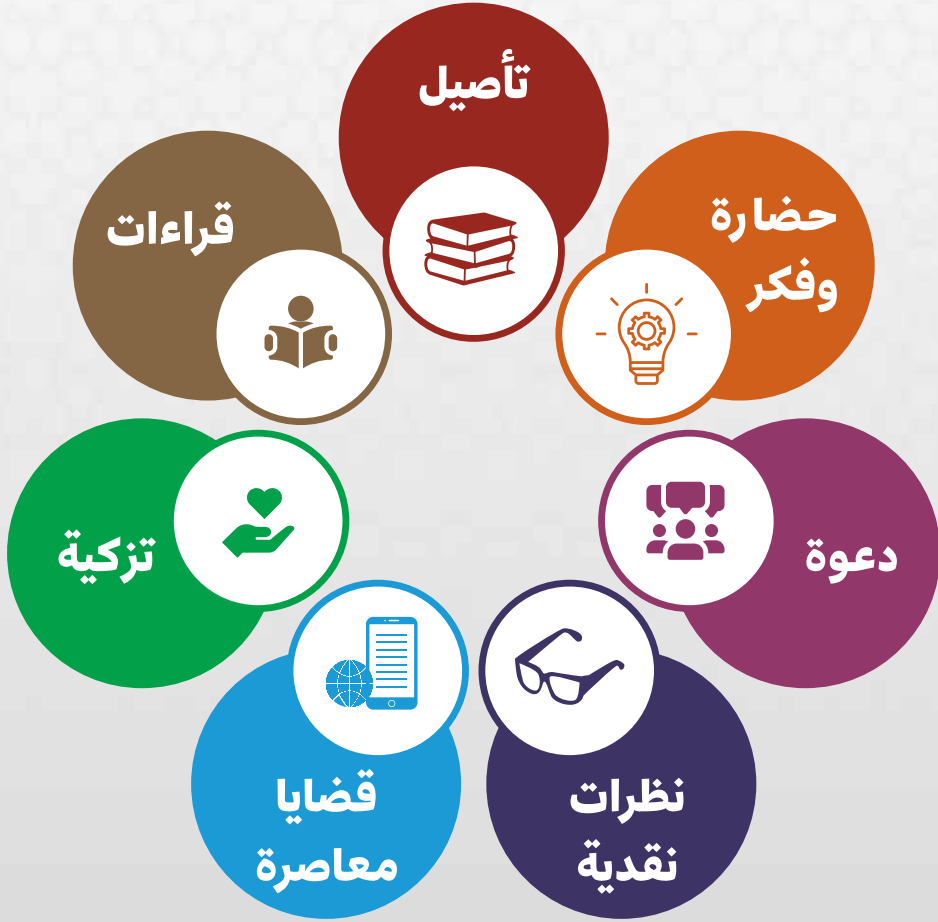 تأصيل
حضارة
وفكر
دعوة
نظرات
نقدية
قضايا
معاصرة
تزكية
قراءات